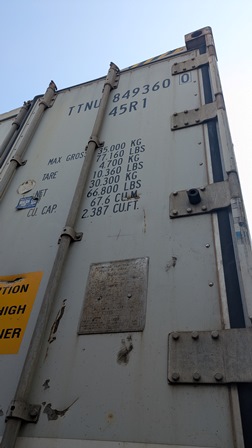 TTNU 849360 0
45R1
MAX GROSS 35.000 KG
77.160 LBS
TARE 4.700 KG
10.360 LBS
NET 30.300 KG
66.800 LBS
CU. CAP. 67.6 CU.M.
2.387 CU.FT.
TION
HIGH
NER